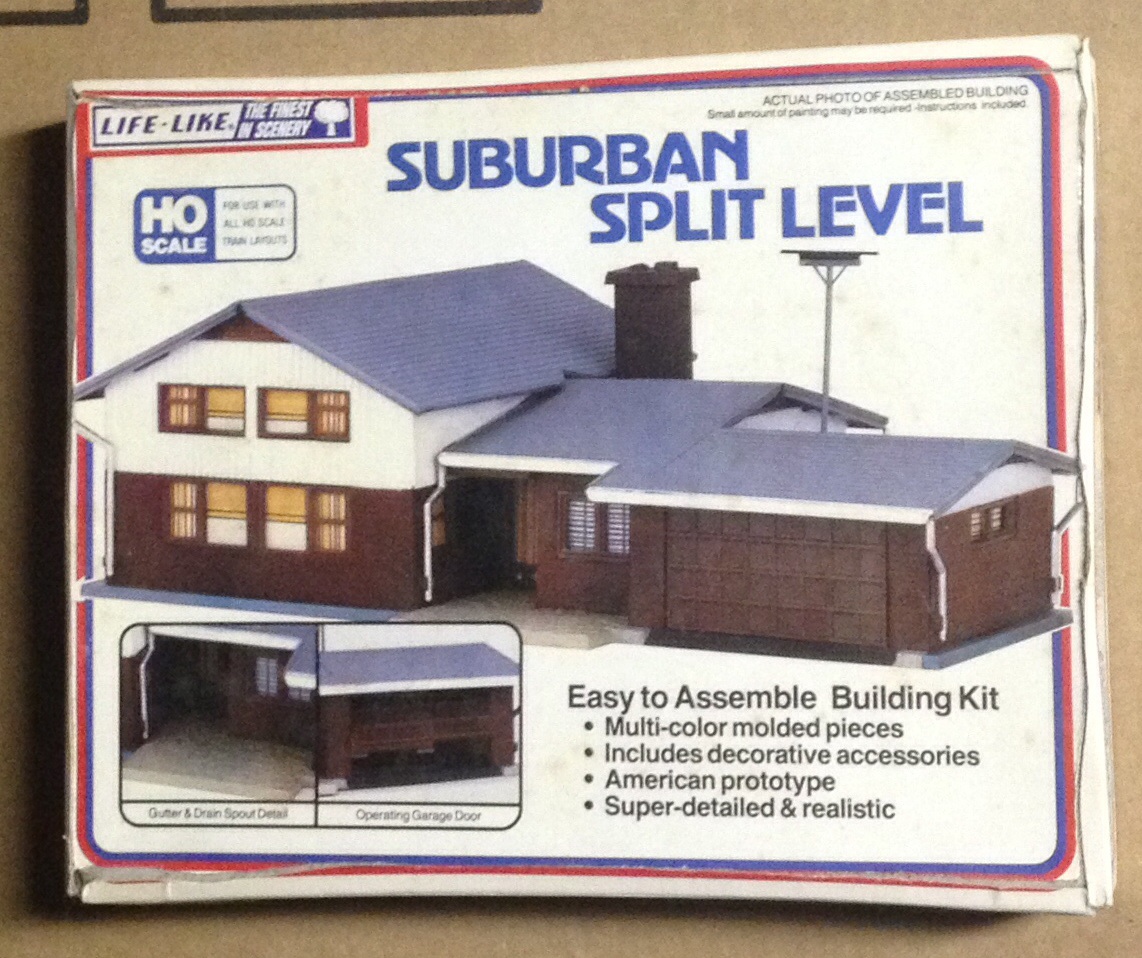 LIFE-LIKE®
THE FINEST
IN SCENERY
ACTUAL PHOTO OF ASSEMBLED BUILDING
Small amount of painting may be required -Instructions included.
SUBURBAN
SPLIT LEVEL
HO
SCALE
FOR USE WITH
ALL HO SCALE
TRAIN LAYOUTS
Gutter & Drain Spout Detail
Operating Garage Door
Easy to Assemble Building Kit
• Multi-color molded pieces
• Includes decorative accessories
• American prototype
• Super-detailed & realistic